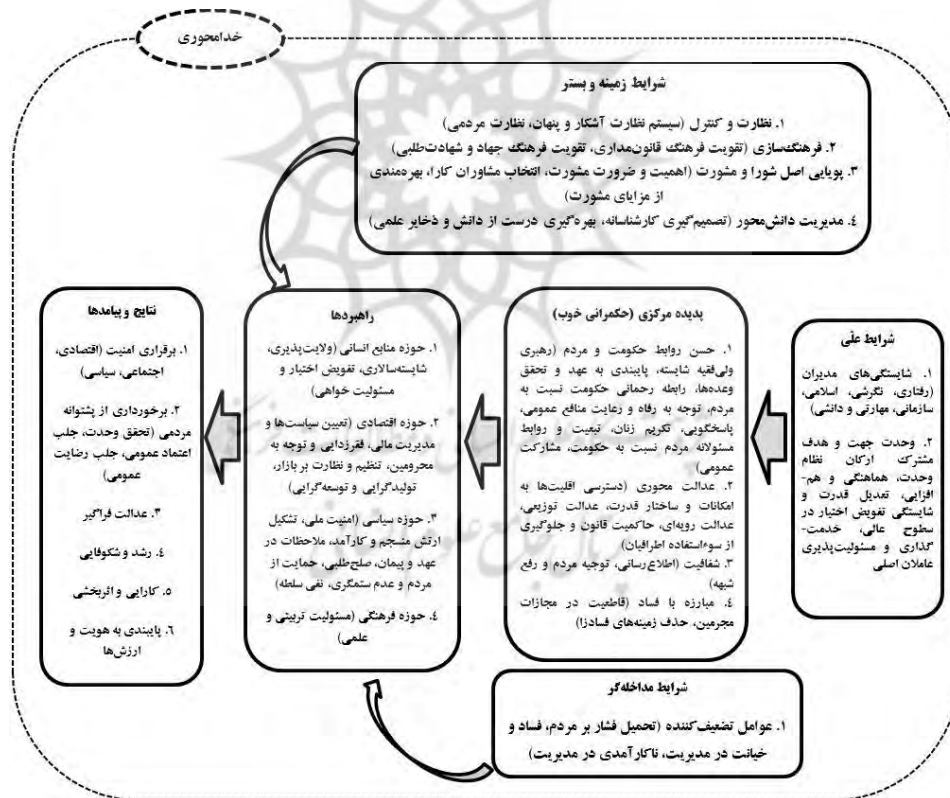 خدامحوری
شرایط زمینه و بستر
۱. نظارت و کنترل (سیستم نظارت آشکار و پنهان، نظارت مردمی)
۲. فرهنگ‌سازی (تقویت فرهنگ قانون‌مداری، تقویت فرهنگ جهاد و شهادت‌طلبی)
۳. پویایی اصل شورا و مشورت (اهمیت و ضرورت مشورت، انتخاب مشاوران کارا، بهره‌مندی
از مزایای مشورت)
٤. مدیریت دانش‌محور (تصمیم‌گیری کارشناسانه، بهره‌گیری درست از دانش و ذخایر علمی)
شرایط علّی
۱. شایستگی‌های مدیران
(رفتاری، نگرشی، اسلامی،
سازمانی، مهارتی و دانشی)
۲. وحدت جهت و هدف
مشترک ارکان نظام
وحدت، هماهنگی و هم-
افزایی، تعدیل قدرت و
شایستگی تفویض اختیار در
سطوح عالی، خدمت-
گذاری و مسئولیت‌پذیری
عاملان اصلی
پدیده مرکزی (حکمرانی خوب)
۱. حسن روابط حکومت و مردم (رهبری
ولی‌فقیه شایسته، پایبندی به عهد و تحقق
وعده‌ها، رابطه رحمانی حکومت نسبت به
مردم، توجه به رفاه و رعایت منافع عمومی،
پاسخگویی، تکریم زنان، تبعیت و روابط
مسئولانه مردم نسبت به حکومت، مشارکت
عمومی)
۲. عدالت محوری (دسترسی اقلیت‌ها به
امکانات و ساختار قدرت، عدالت توزیعی،
عدالت رویه‌ای، حاکمیت قانون و جلوگیری
از سوءاستفاده اطرافیان)
۳. شفافیت (اطلاع‌رسانی، توجیه مردم و رفع
شبهه)
٤. مبارزه با فساد (قاطعیت در مجازات
مجرمین، حذف زمینه‌های فسادزا)
راهبردها
۱. حوزه منابع انسانی (ولایت‌پذیری،
شایسته‌سالاری، تفویض اختیار و
مسئولیت خواهی)
۲. حوزه اقتصادی (تعیین سیاست‌ها و
مدیریت مالی، فقرزدایی و توجه به
محرومین، تنظیم و نظارت بر بازار،
تولیدگرایی و توسعه‌گرایی)
۳. حوزه سیاسی (امنیت ملی، تشکیل
ارتش منسجم و کارآمد، ملاحظات در
عهد و پیمان، صلح‌طلبی، حمایت از
مردم و عدم ستمگری، نفی سلطه)
٤. حوزه فرهنگی (مسئولیت تربیتی و
علمی)
نتایج و پیامدها
۱. برقراری امنیت (اقتصادی،
اجتماعی، سیاسی)
۲. برخورداری از پشتوانه
مردمی (تحقق وحدت، جلب
اعتماد عمومی، جلب رضایت
عمومی)
۳. عدالت فراگیر
٤. رشد و شکوفایی
۵. کارایی و اثربخشی
٦. پایبندی به هویت و
ارزش‌ها
شرایط مداخله‌گر
۱. عوامل تضعیف‌کننده (تحمیل فشار بر مردم، فساد و
خیانت در مدیریت، ناکارآمدی در مدیریت)